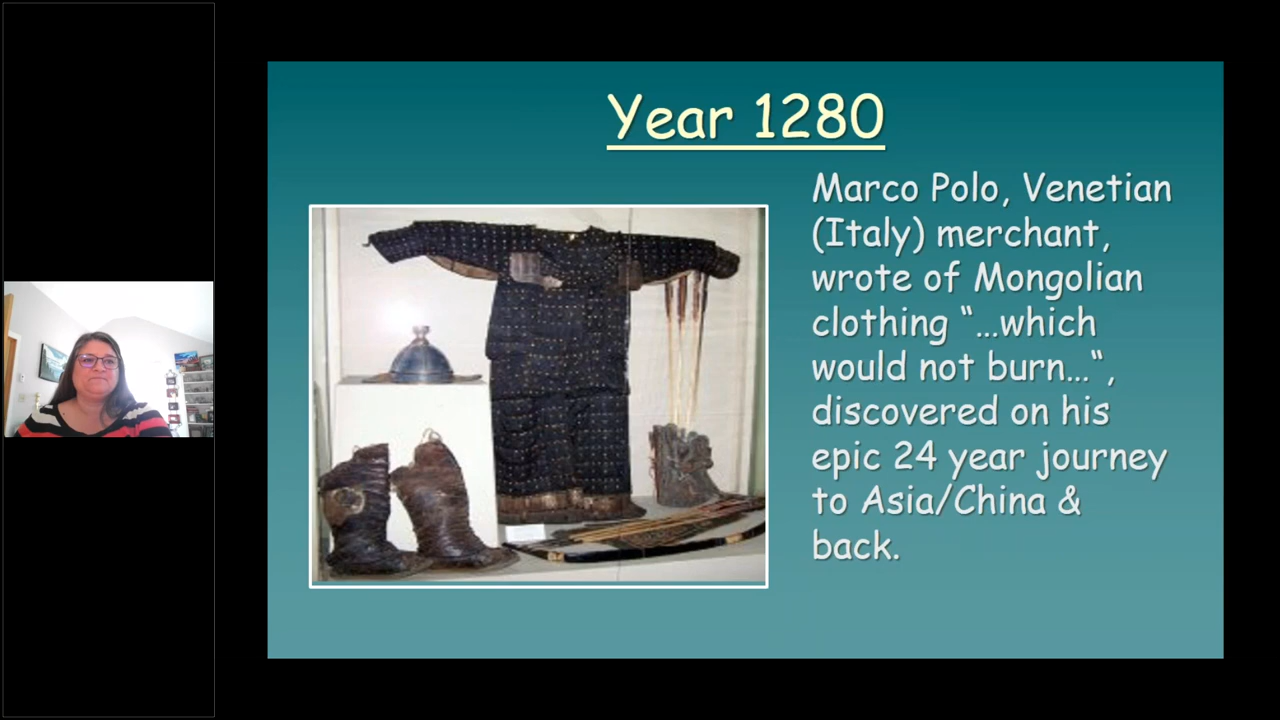 Year 1280
Marco Polo, Venetian
(Italy) merchant,
wrote of Mongolian
clothing “…which
would not burn…“,
discovered on his
epic 24 year journey
to Asia/China &
back.